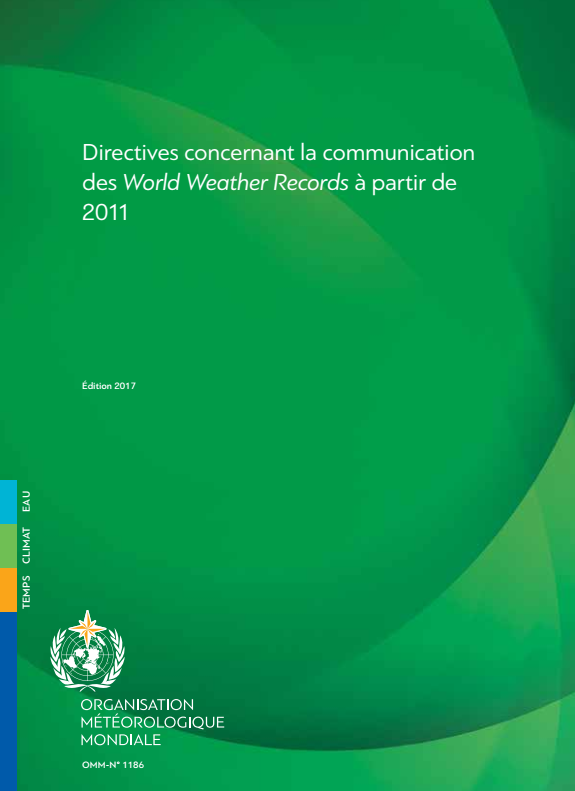 Directives concernant la communication
des World Weather Records à partir de
2011
Édition 2017
TEMPS CLIMAT EAU
ORGANISATION
MÉTÉOROLOGIQUE
MONDIALE
OMM-N° 1186